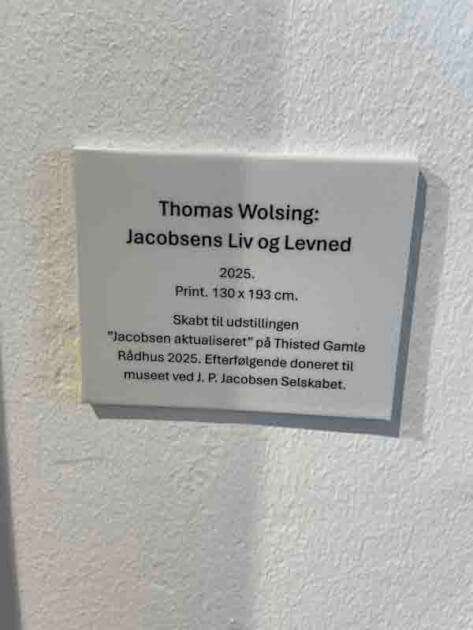 Thomas Wolsing:
Jacobsens Liv og Levned
2025.
Print. 130 x 193 cm.
Skabt til udstillingen
"Jacobsen aktualiseret" på Thisted Gamle
Rådhus 2025. Efterfølgende doneret til
museet ved J. P. Jacobsen Selskabet.